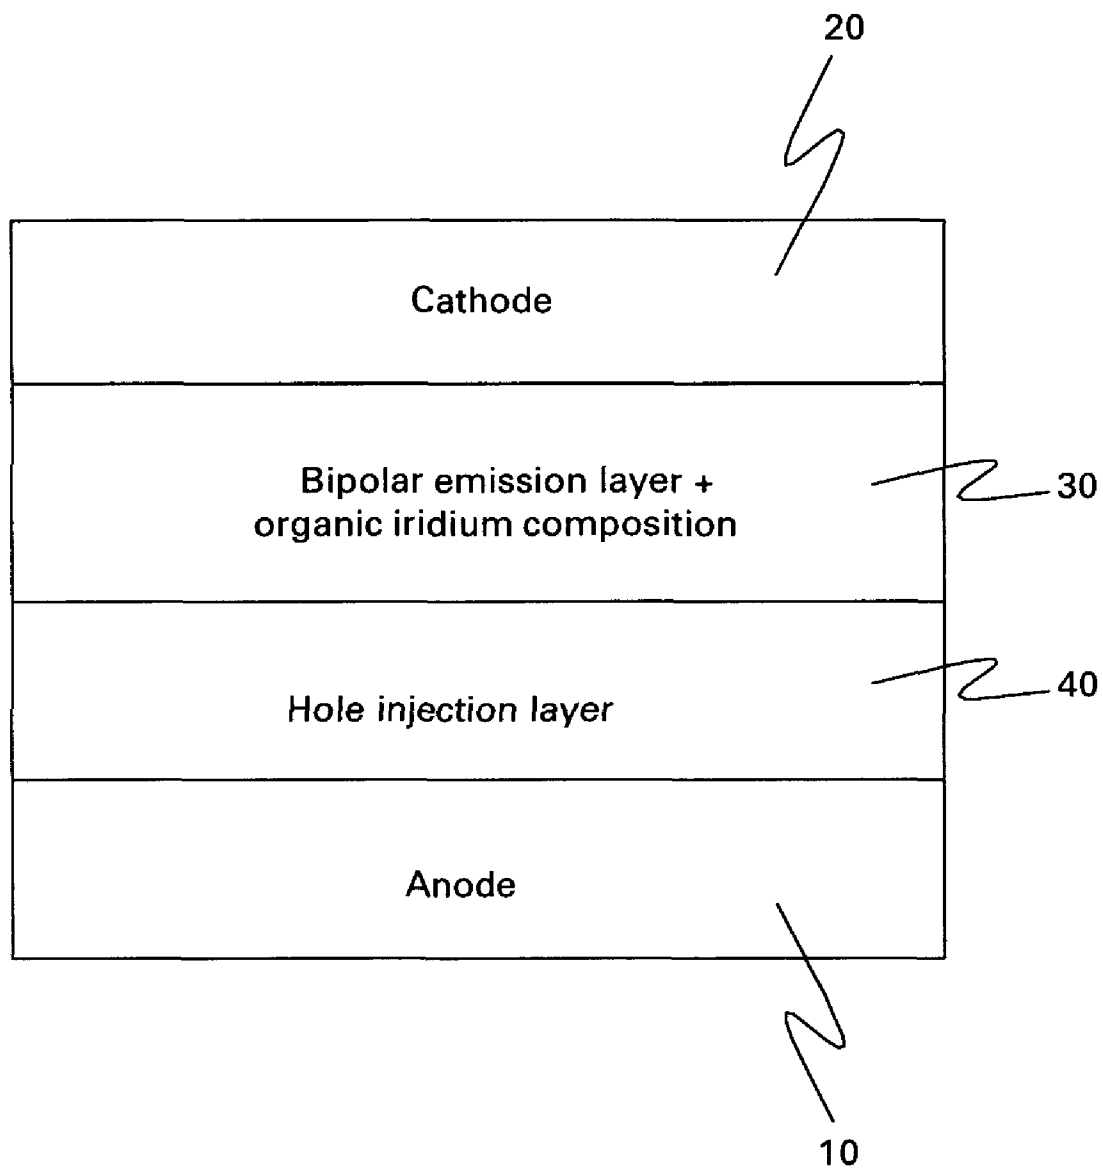 20
Cathode
Bipolar emission layer +
organic iridium composition
30
Hole injection layer
40
Anode
10